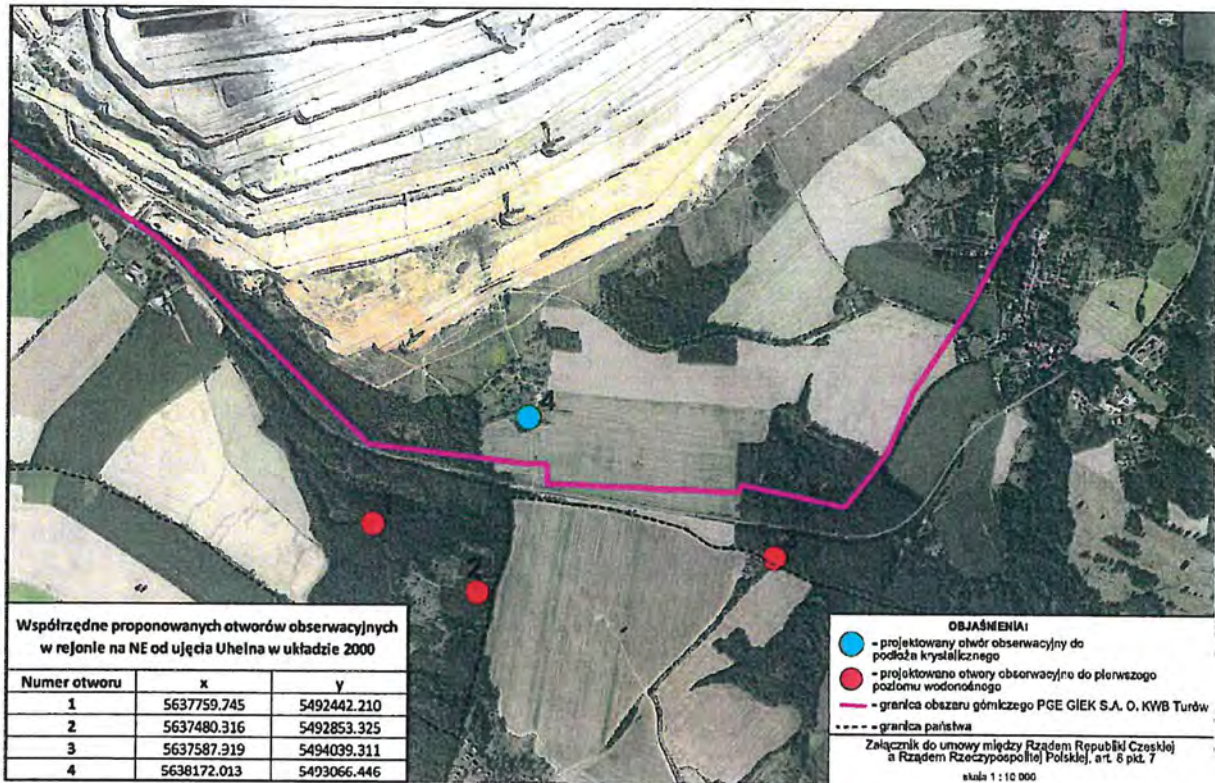 4
2
3
Współrzędne proponowanych otworów obserwacyjnych
w rejonie na NE od ujęcia Uhelna w układzie 2000
Numer otworu x y
1 5637759.745 5492442.210
2 5637480.316 5492853.325
3 5637587.919 5494039.311
4 5638172.013 5493066.446
OBJAŚNIENIA:
- projektowany otwór obserwacyjny do
podłoża krystalicznego
- projektowano otwory obserwacyjno do pierwszego
poziomu wodonośnego
- granica obszaru górniczego PGE GiEK S.A. O. KWB Turów
- granica państwa
Załącznik do umowy między Rządem Republiki Czeskiej
a Rządem Rzeczypospolitej Polskiej, art. 8 pkt. 7
skala 1 : 10 000